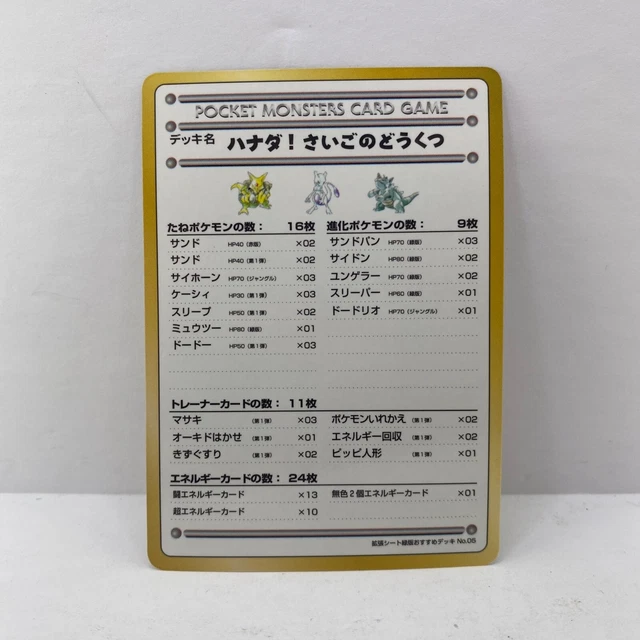 POCKET MONSTERS CARD GAME
デッキ名 ハナダ！さいごのどうくつ
たねポケモンの数： 16枚
サンド HP40（赤版） ×02
サンド HP40（第1弾） ×02
サイホーン HP70（ジャングル） ×03
ケーシィ HP30（第1弾） ×03
スリープ HP50（第1弾） ×02
ミュウツー HP80（緑版） ×01
ドードー HP50（第1弾） ×03
進化ポケモンの数： 9枚
サンドパン HP70（緑版） ×03
サイドン HP80（緑版） ×02
ユンゲラー HP70（緑版） ×02
スリーパー HP80（緑版） ×01
ドードリオ HP70（ジャングル） ×01
トレーナーカードの数： 11枚
マサキ （第1弾） ×03
オーキドはかせ （第1弾） ×01
きずぐすり （第1弾） ×02
ポケモンいれかえ （第1弾） ×02
エネルギー回収 （第1弾） ×02
ピッピ人形 （第1弾） ×01
エネルギーカードの数： 24枚
闘エネルギーカード ×13
超エネルギーカード ×10
無色2個エネルギーカード ×01
拡張シート緑版おすすめデッキ No.05